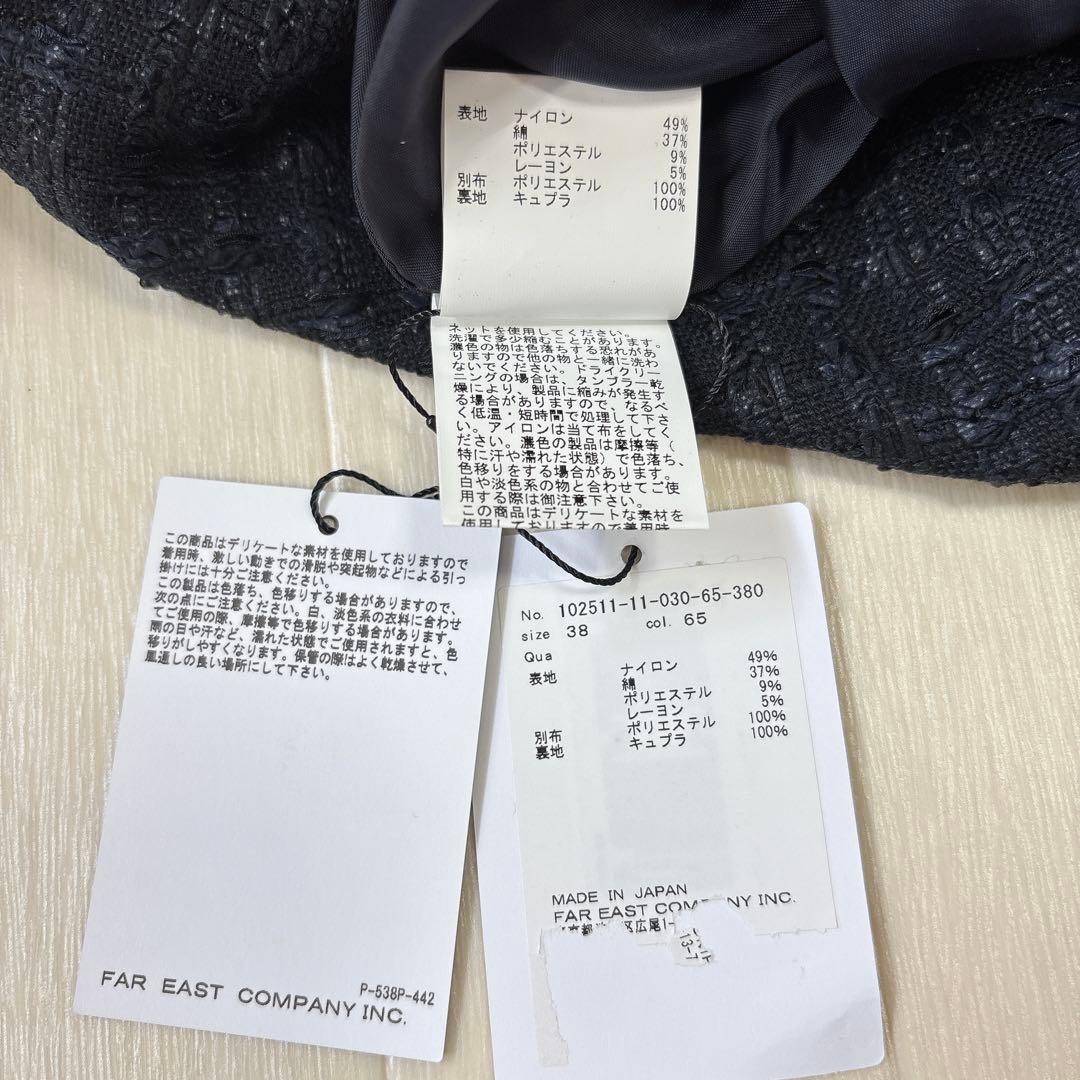 表地 ナイロン 49%
綿 37%
ポリエステル 9%
レーヨン 5%
別布 ポリエステル 100%
裏地 キュプラ 100%
ネットを使用してください。
洗濯で多少縮むことがあります。
濃色の物は色落ちする恐れがあ
りますので他の物と一緒に洗わ
ないでください。ドライクリー
ニングの場合は、タンブラー乾
燥により、製品に縮みが発生す
る場合がありますので、なるべ
く低温・短時間で処理して下さ
い。アイロンは当て布をしてく
ださい。濃色の製品は摩擦等（
特に汗や濡れた状態）で色落ち、
色移りをする場合があります。
白や淡色系の物と合わせてご使
用する際は御注意下さい。
この商品はデリケートな素材を
使用しておりますので着用時
この商品はデリケートな素材を使用しておりますので
着用時、激しい動きでの滑脱や突起物などによる引っ
掛けには十分ご注意ください。
この製品は色落ち、色移りする場合がありますので、
次の点にご注意ください。白、淡色系の衣料に合わせ
てご使用の際、摩擦等で色移りする場合があります。
雨の日や汗など、濡れた状態でご使用されますと、色
移りがしやすくなります。保管の際はよく乾燥させて、
風通しの良い場所にして下さい。
FAR EAST COMPANY INC.
P-538P-442
No. 102511-11-030-65-380
size 38 col. 65
Qua
表地 ナイロン 49%
綿 37%
ポリエステル 9%
レーヨン 5%
別布 ポリエステル 100%
裏地 キュプラ 100%
MADE IN JAPAN
FAR EAST COMPANY INC.
区広尾1-
13-7